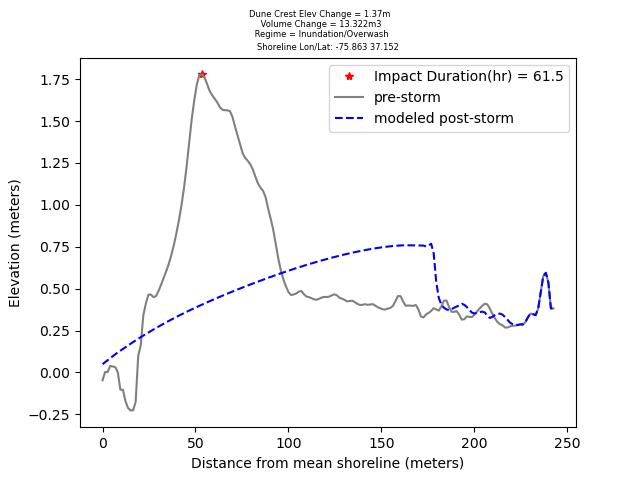 Dune Crest Elev Change = 1.37m
Volume Change = 13.322m3
Regime = Inundation/Overwash
Shoreline Lon/Lat: -75.863 37.152
Impact Duration(hr) = 61.5
pre-storm
modeled post-storm
Elevation (meters)
1.75
1.50
1.25
1.00
0.75
0.50
0.25
0.00
−0.25
0 50 100 150 200 250
Distance from mean shoreline (meters)